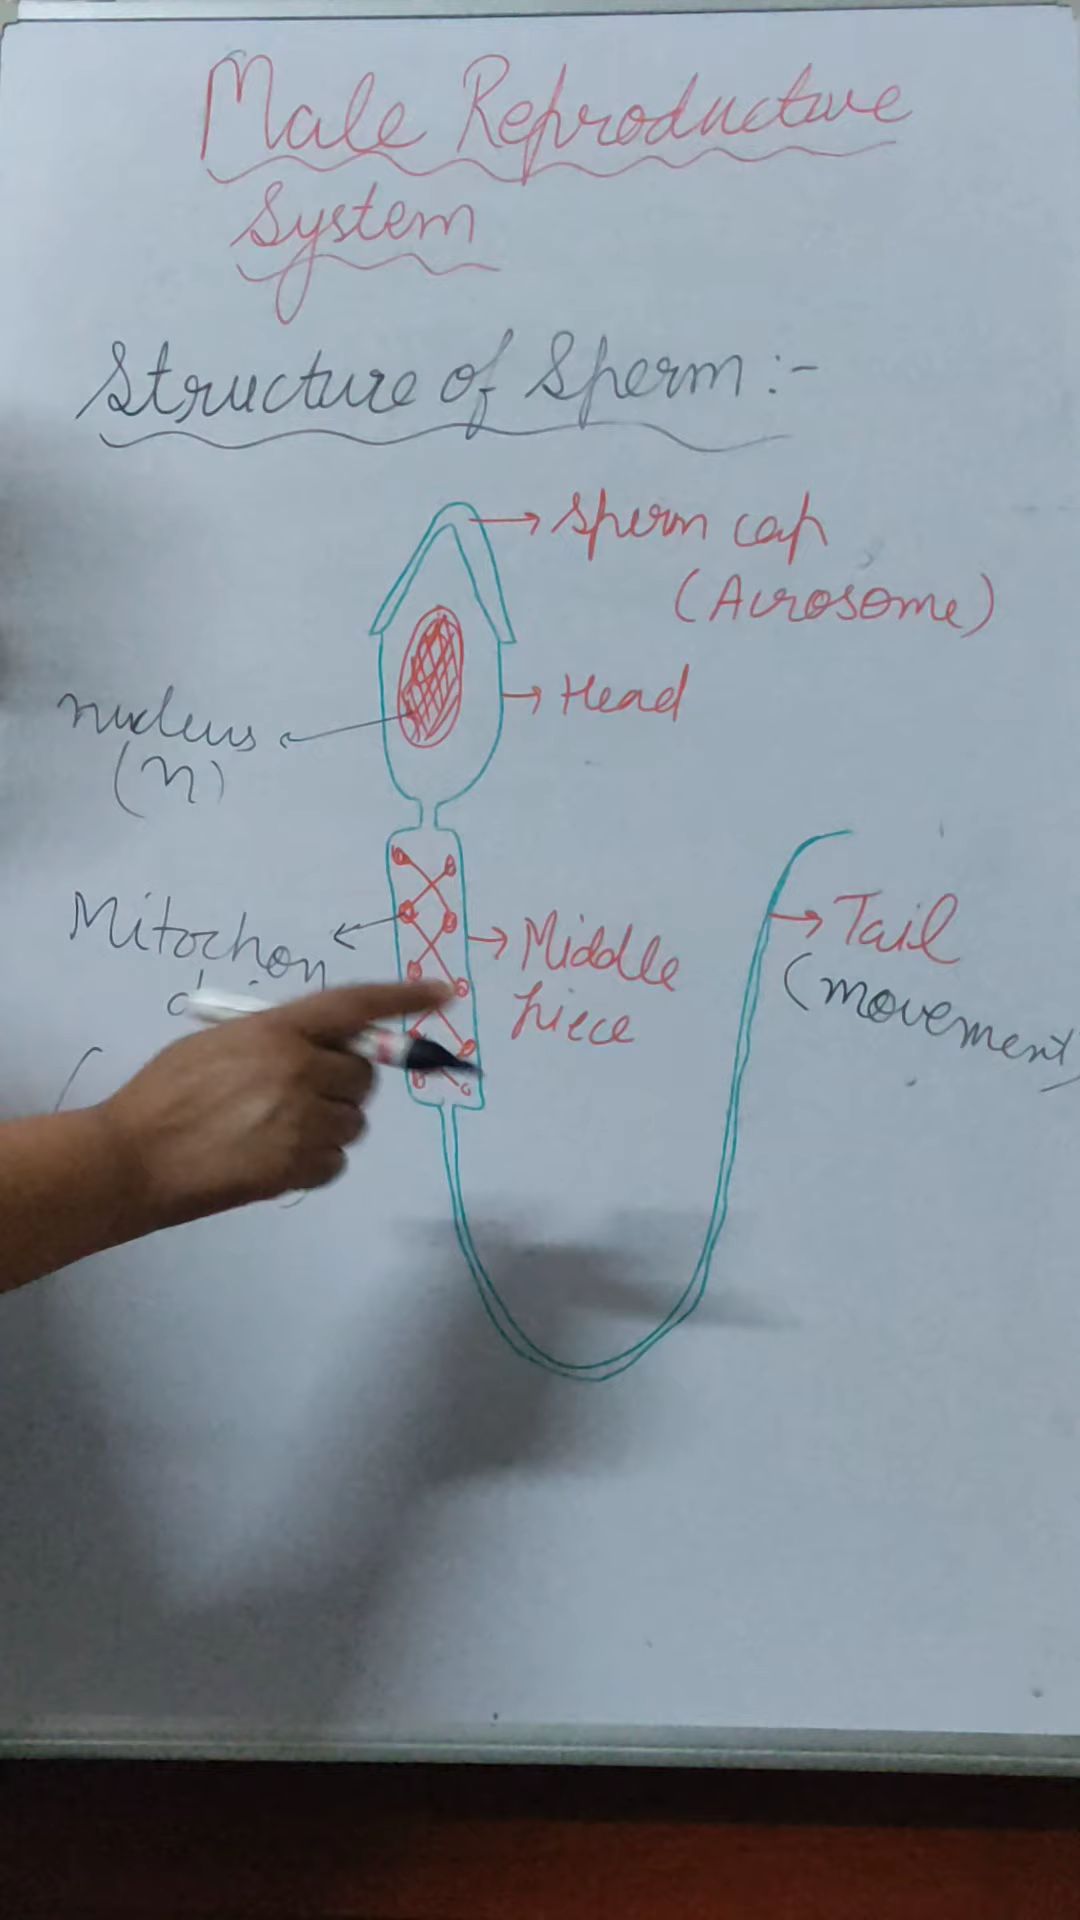 Male Reproductive
System
Structure of Sperm :-
Sperm cap
(Acrosome)
Head
nucleus
(n)
Mitochon
Middle
piece
Tail
(movement)